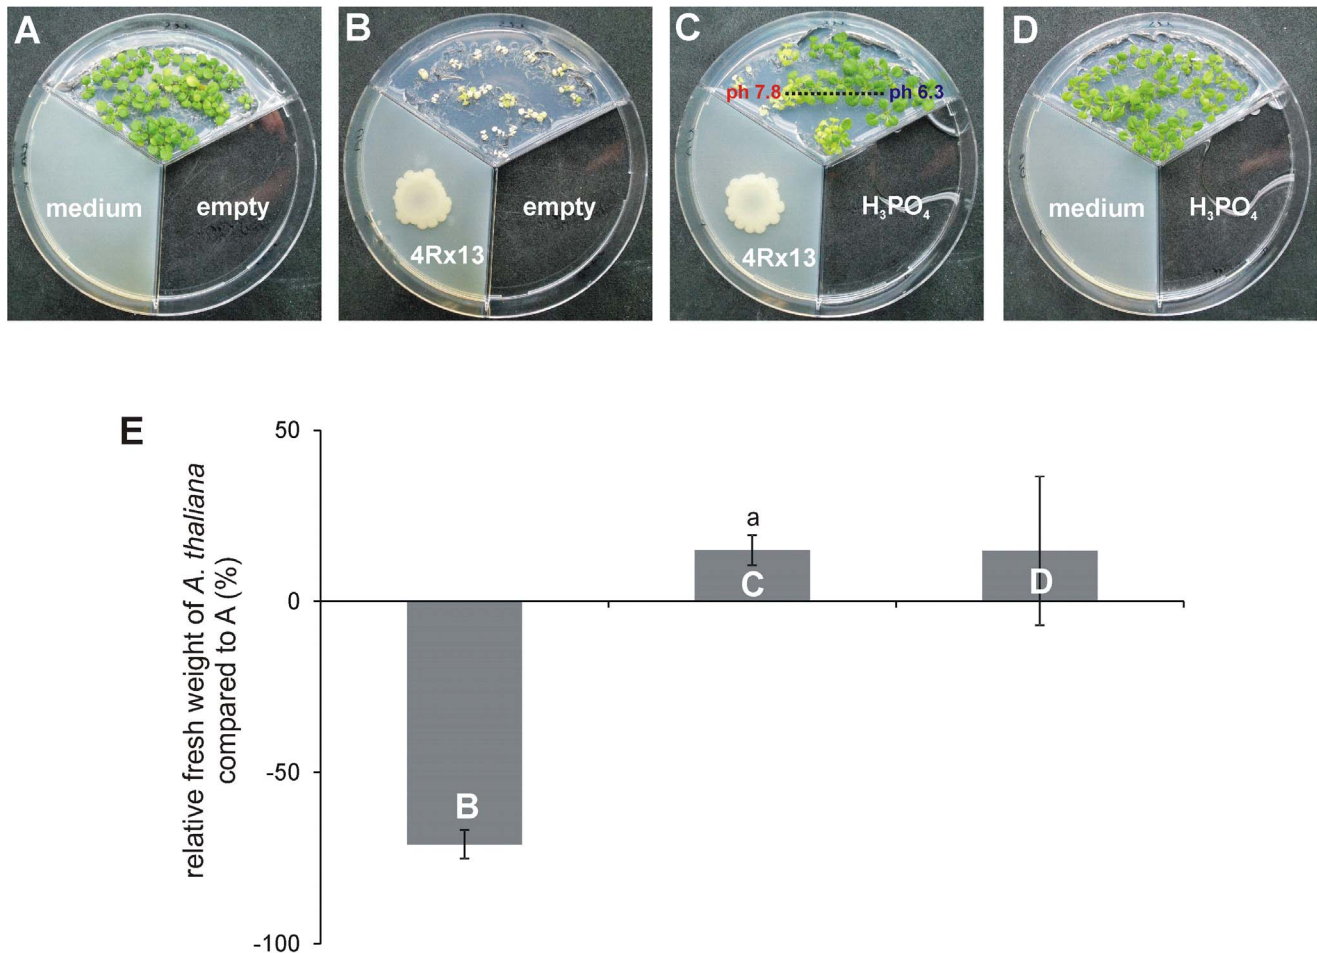 A
B
C
D
medium
empty
4Rx13
empty
ph 7.8
ph 6.3
4Rx13
H₃PO₄
medium
H₃PO₄
E
relative fresh weight of A. thaliana
compared to A (%)
50
0
-50
-100
B
a
C
D